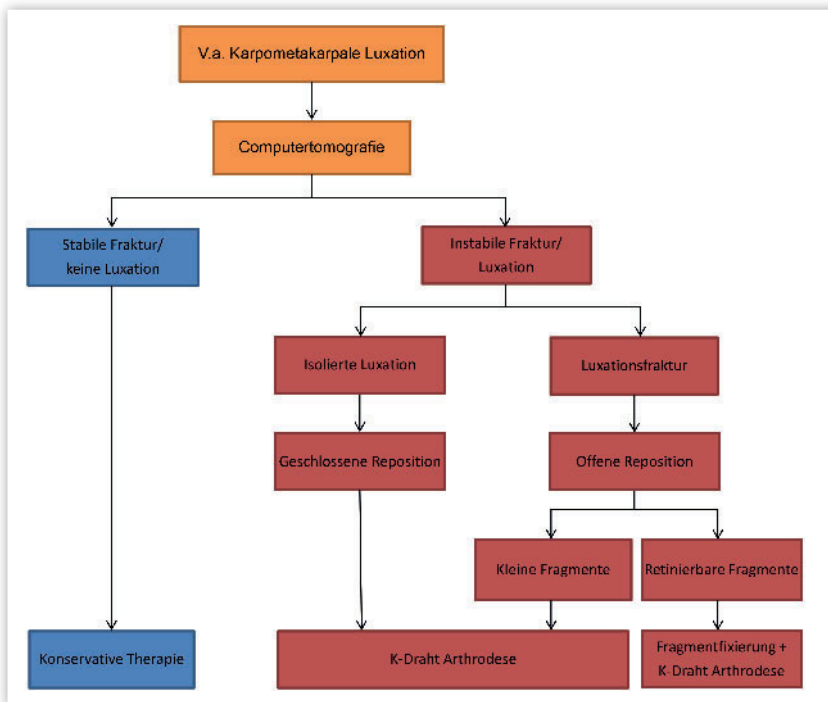 V.a. Karpometakarpale Luxation
Computertomografie
Stabile Fraktur/
keine Luxation
Instabile Fraktur/
Luxation
Isolierte Luxation
Luxationsfraktur
Geschlossene Reposition
Offene Reposition
Kleine Fragmente
Retinierbare Fragmente
Konservative Therapie
K-Draht Arthrodese
Fragmentfixierung +
K-Draht Arthrodese